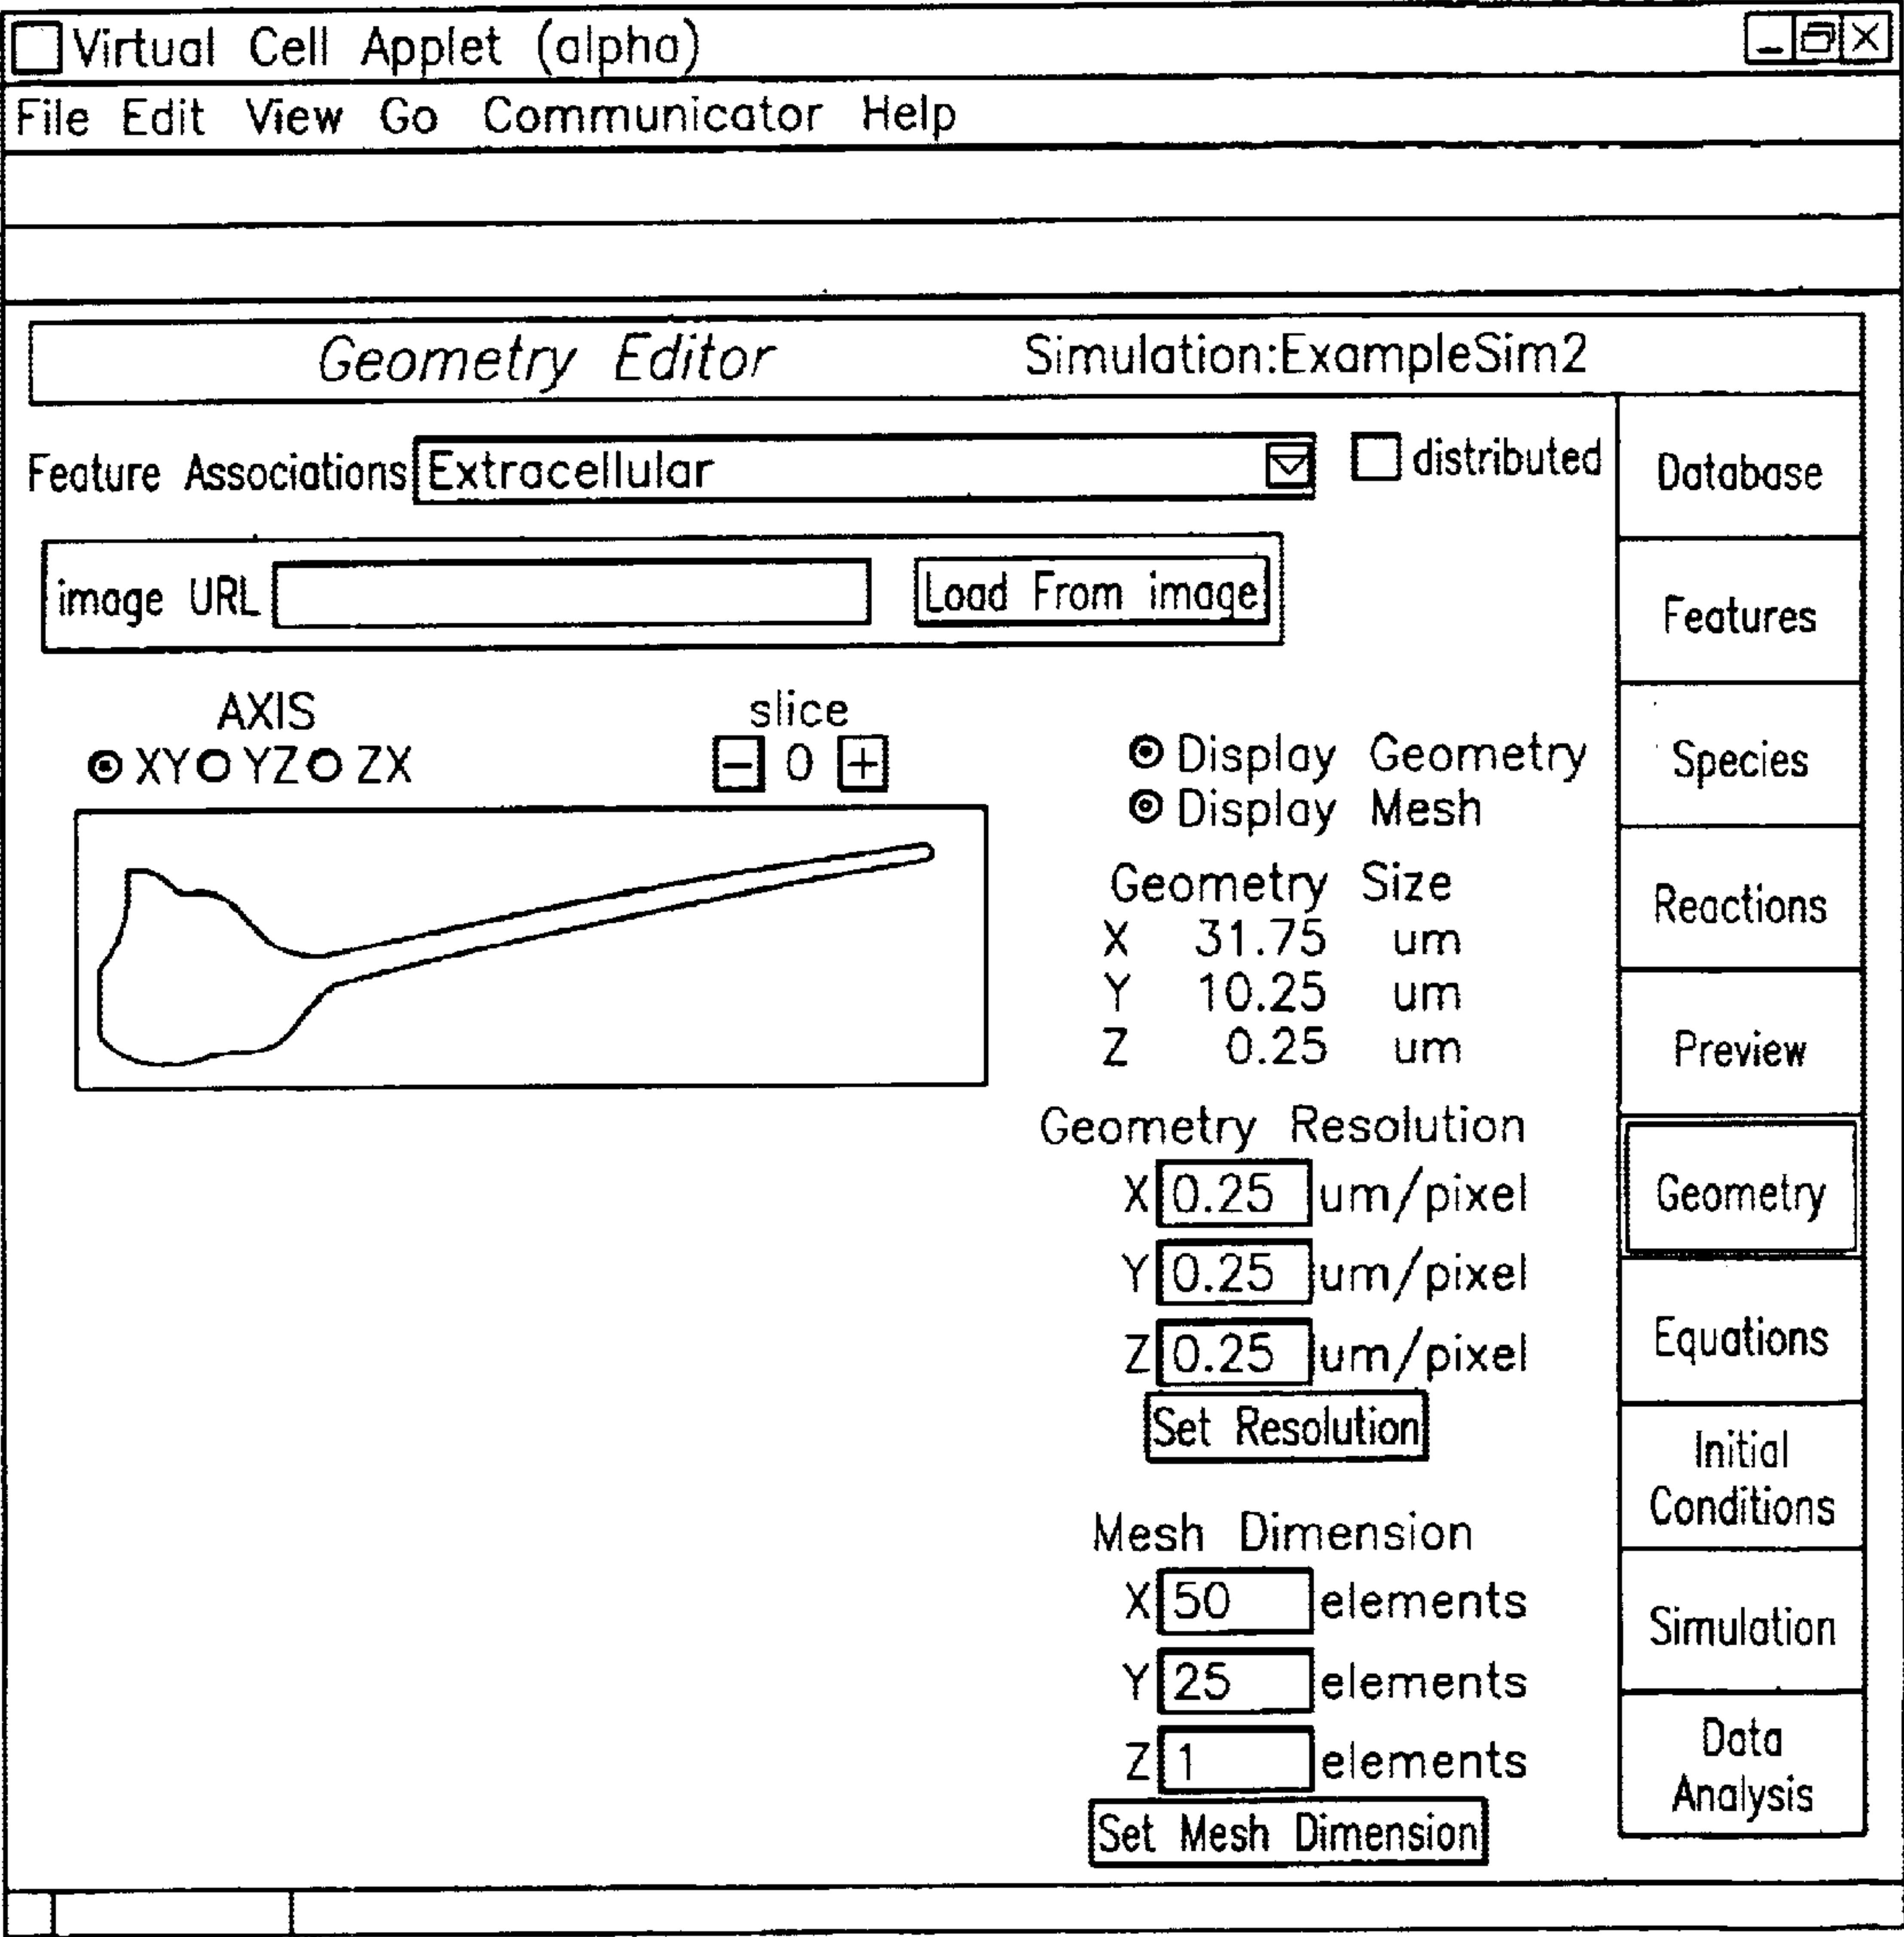 Virtual Cell Applet (alpha)
File Edit View Go Communicator Help
Geometry Editor Simulation:ExampleSim2
Feature Associations Extracellular distributed
image URL Load From image
AXIS
XY YZ ZX
slice
- 0 +
Display Geometry
Display Mesh
Geometry Size
X 31.75 um
Y 10.25 um
Z 0.25 um
Geometry Resolution
X 0.25 um/pixel
Y 0.25 um/pixel
Z 0.25 um/pixel
Set Resolution
Mesh Dimension
X 50 elements
Y 25 elements
Z 1 elements
Set Mesh Dimension
Database
Features
Species
Reactions
Preview
Geometry
Equations
Initial
Conditions
Simulation
Data
Analysis